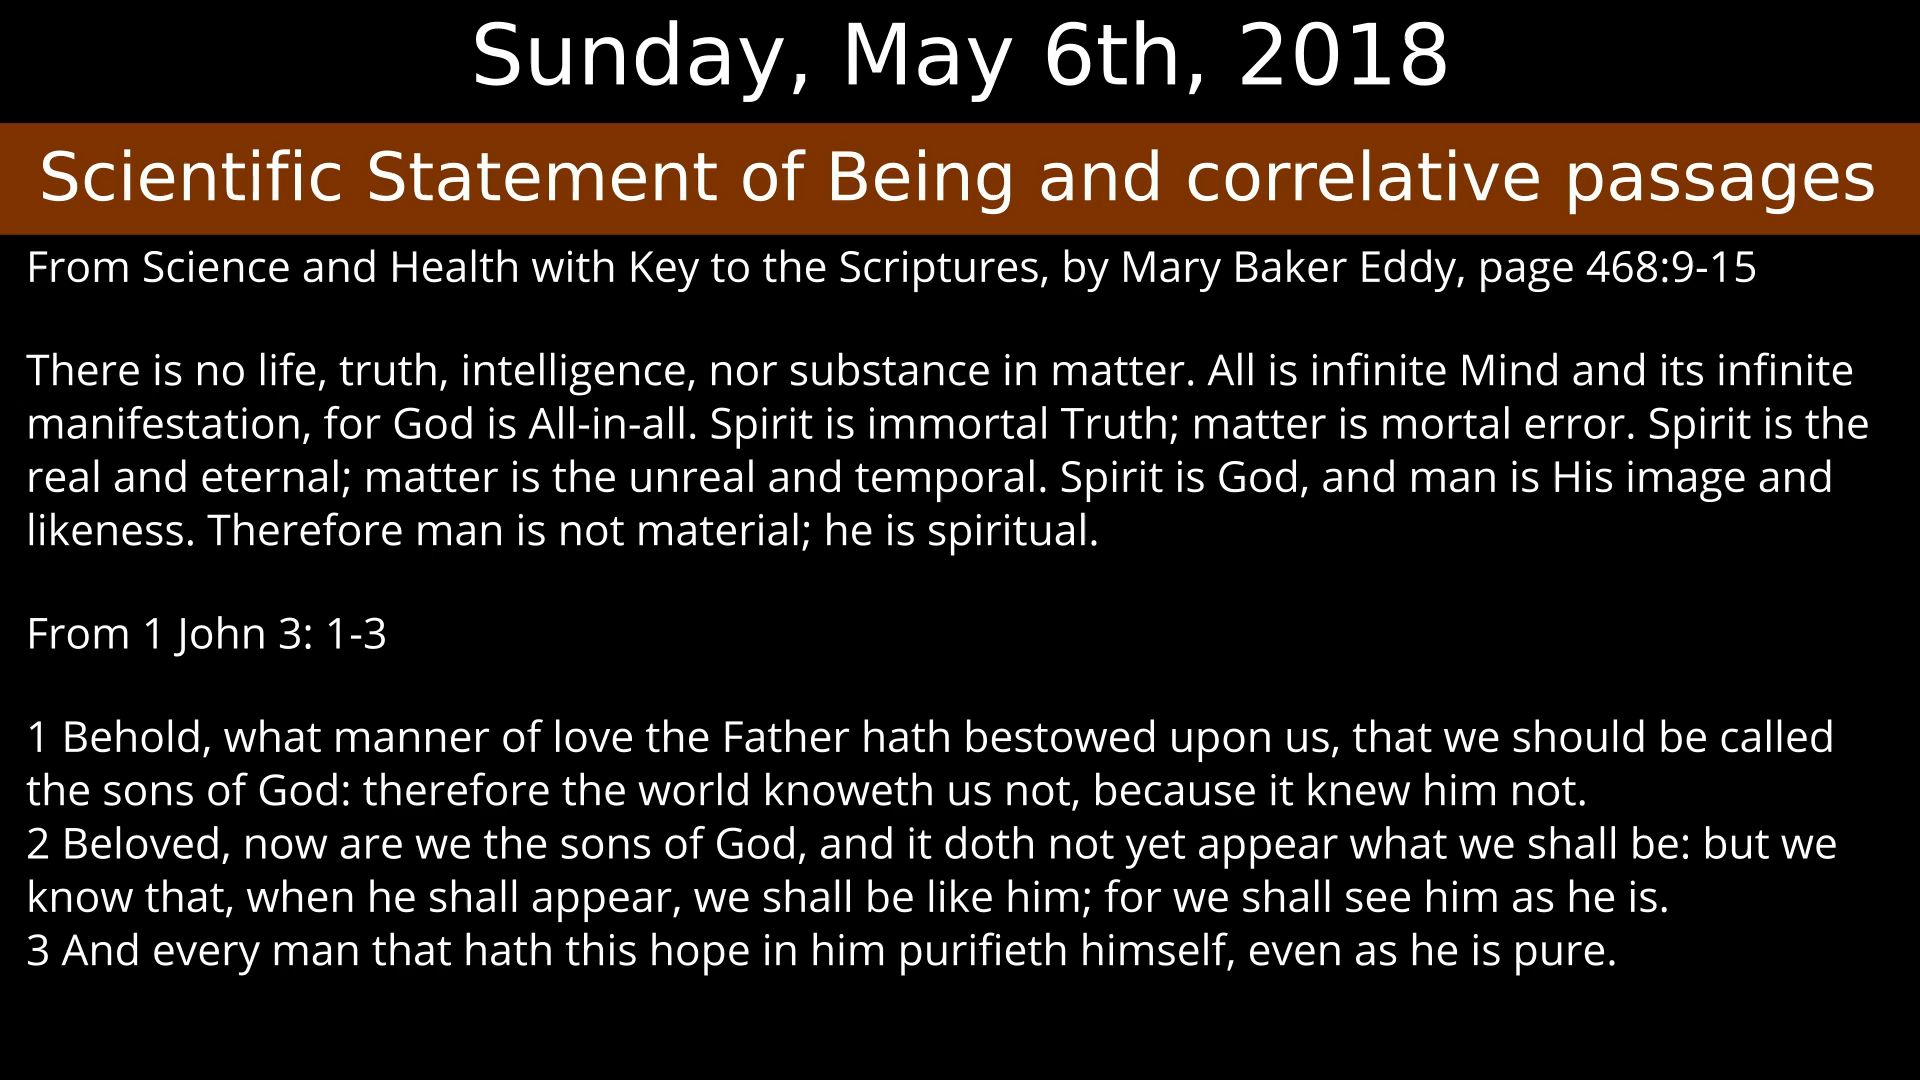 Sunday, May 6th, 2018
Scientific Statement of Being and correlative passages
From Science and Health with Key to the Scriptures, by Mary Baker Eddy, page 468:9-15
There is no life, truth, intelligence, nor substance in matter. All is infinite Mind and its infinite
manifestation, for God is All-in-all. Spirit is immortal Truth; matter is mortal error. Spirit is the
real and eternal; matter is the unreal and temporal. Spirit is God, and man is His image and
likeness. Therefore man is not material; he is spiritual.
From 1 John 3: 1-3
1 Behold, what manner of love the Father hath bestowed upon us, that we should be called
the sons of God: therefore the world knoweth us not, because it knew him not.
2 Beloved, now are we the sons of God, and it doth not yet appear what we shall be: but we
know that, when he shall appear, we shall be like him; for we shall see him as he is.
3 And every man that hath this hope in him purifieth himself, even as he is pure.